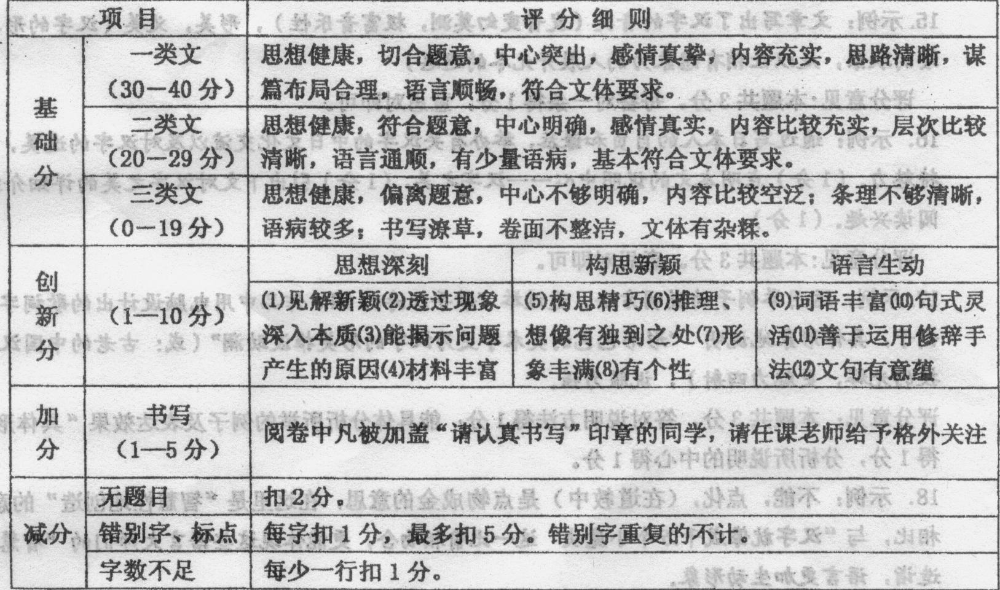 项目 评分细则
基础分
一类文
（30－40 分）
思想健康，切合题意，中心突出，感情真挚，内容充实，思路清晰，谋
篇布局合理，语言顺畅，符合文体要求。
二类文
（20－29 分）
思想健康，符合题意，中心明确，感情真实，内容比较充实，层次比较
清晰，语言通顺，有少量语病，基本符合文体要求。
三类文
（0－19 分）
思想健康，偏离题意，中心不够明确，内容比较空泛；条理不够清晰，
语病较多；书写潦草，卷面不整洁，文体有杂糅。
创新分
（1—10 分）
思想深刻
⑴见解新颖⑵透过现象
深入本质⑶能揭示问题
产生的原因⑷材料丰富
构思新颖
⑸构思精巧⑹推理、
想像有独到之处⑺形
象丰满⑻有个性
语言生动
⑼词语丰富⑽句式灵
活⑾善于运用修辞手
法⑿文句有意蕴
加分
书写
（1—5 分）
阅卷中凡被加盖“请认真书写”印章的同学，请任课老师给予格外关注
减分
无题目 扣 2 分。
错别字、标点 每字扣 1 分，最多扣 5 分。错别字重复的不计。
字数不足 每少一行扣 1 分。